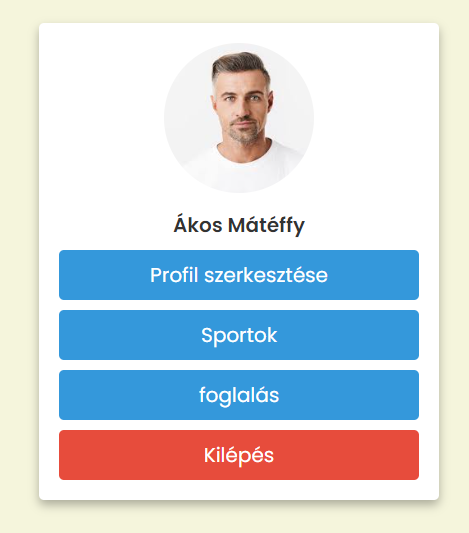 Ákos Mátéffy
Profil szerkesztése
Sportok
foglalás
Kilépés